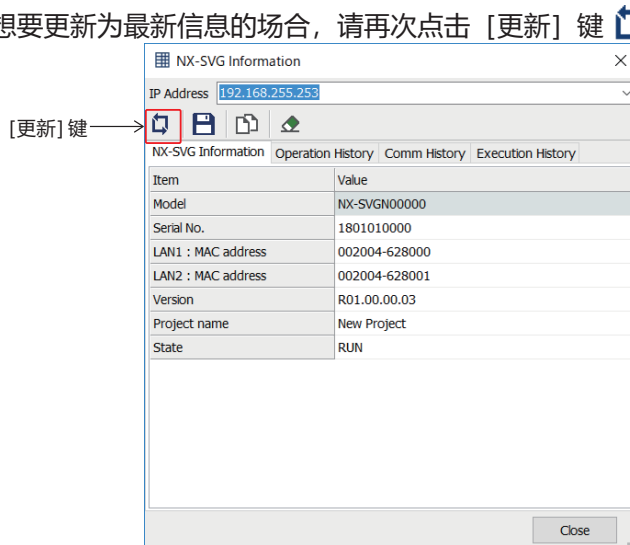 想要更新为最新信息的场合，请再次点击［更新］键
NX-SVG Information
IP Address 192.168.255.253
[更新] 键
NX-SVG Information Operation History Comm History Execution History
Item Value
Model NX-SVGN00000
Serial No. 1801010000
LAN1 : MAC address 002004-628000
LAN2 : MAC address 002004-628001
Version R01.00.00.03
Project name New Project
State RUN
Close